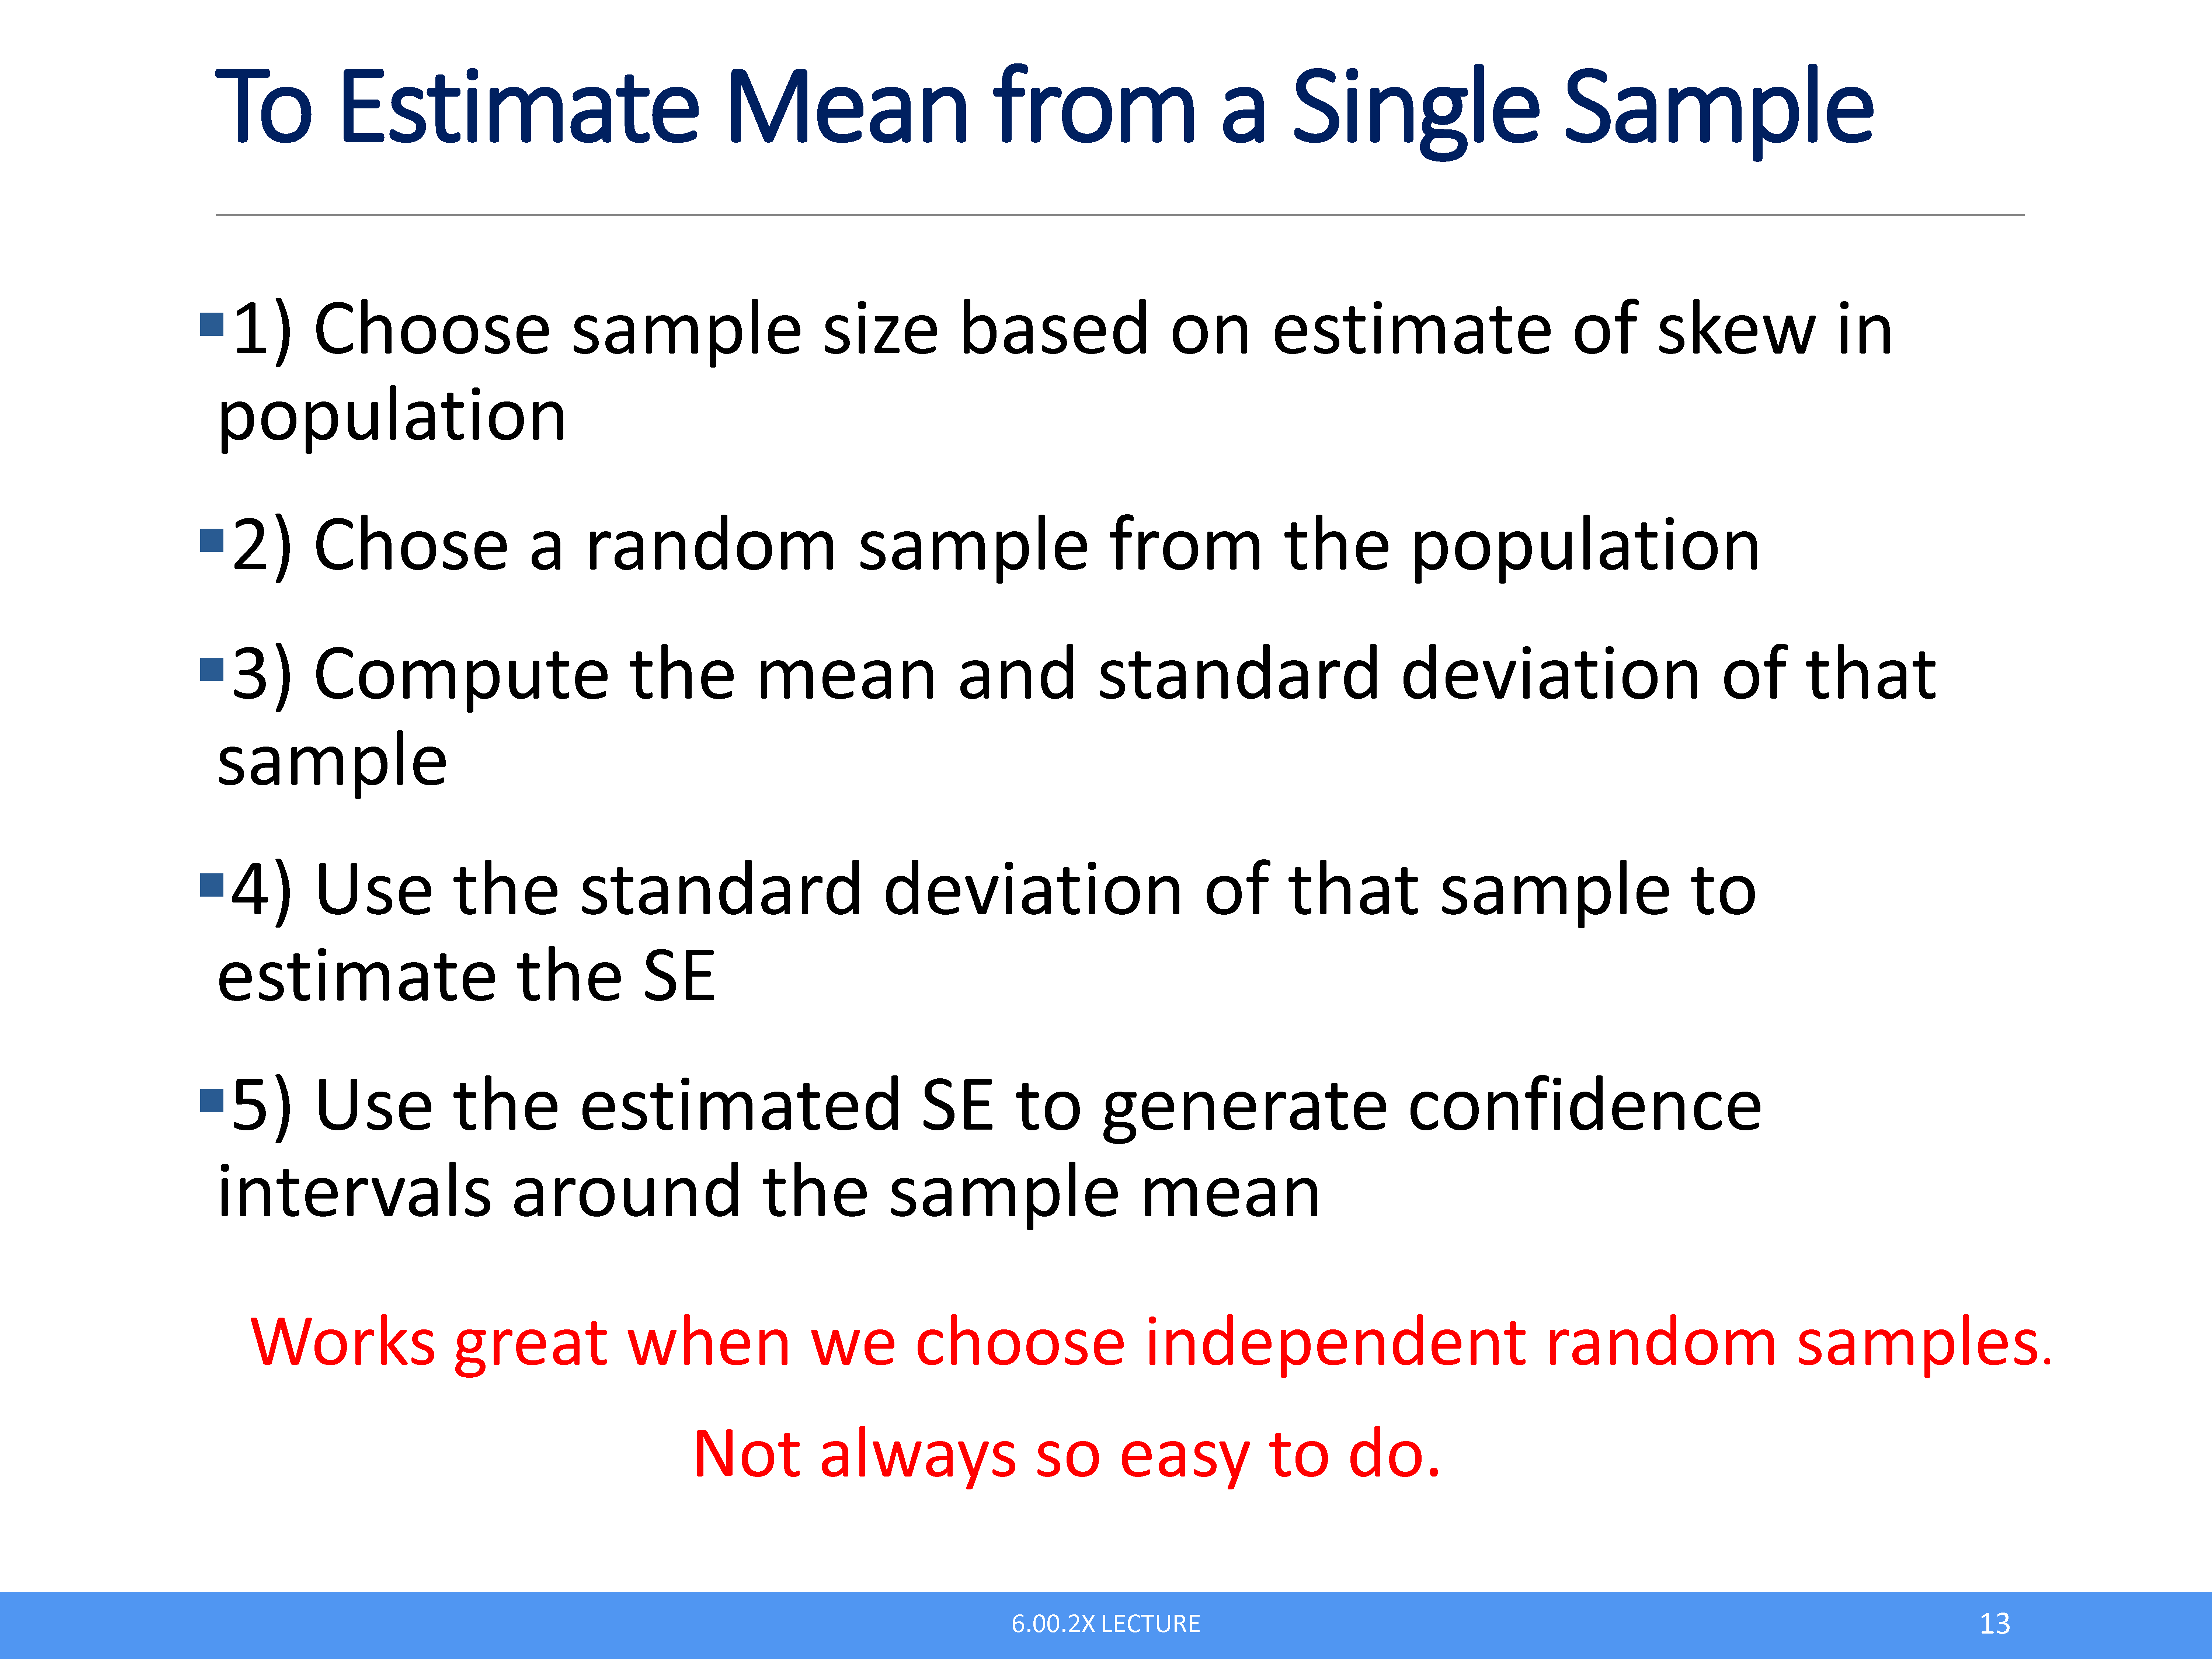 To Estimate Mean from a Single Sample
▪1) Choose sample size based on estimate of skew in
population
▪2) Chose a random sample from the population
▪3) Compute the mean and standard deviation of that
sample
▪4) Use the standard deviation of that sample to
estimate the SE
▪5) Use the estimated SE to generate confidence
intervals around the sample mean
Works great when we choose independent random samples.
Not always so easy to do.
6.00.2X LECTURE
13